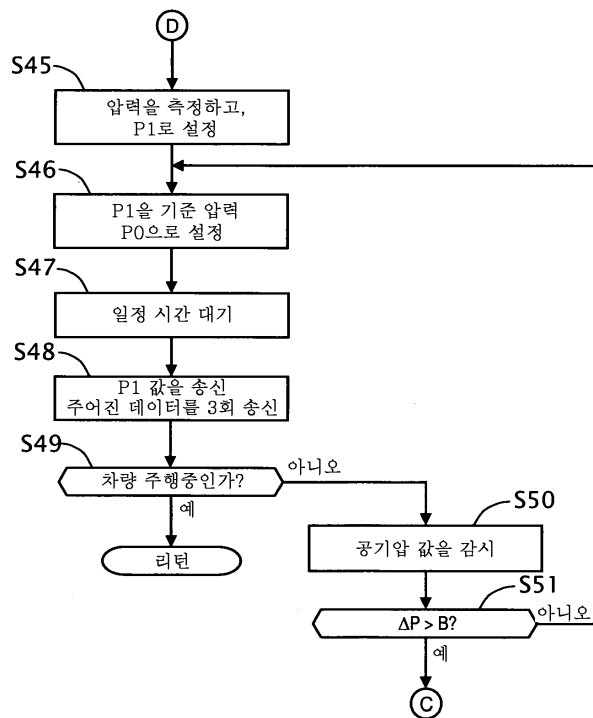 D
S45
압력을 측정하고,
P1로 설정
S46
P1을 기준 압력
P0으로 설정
S47
일정 시간 대기
S48
P1 값을 송신
주어진 데이터를 3회 송신
S49
차량 주행중인가?
아니오
예
리턴
S50
공기압 값을 감시
S51
ΔP > B?
아니오
예
C